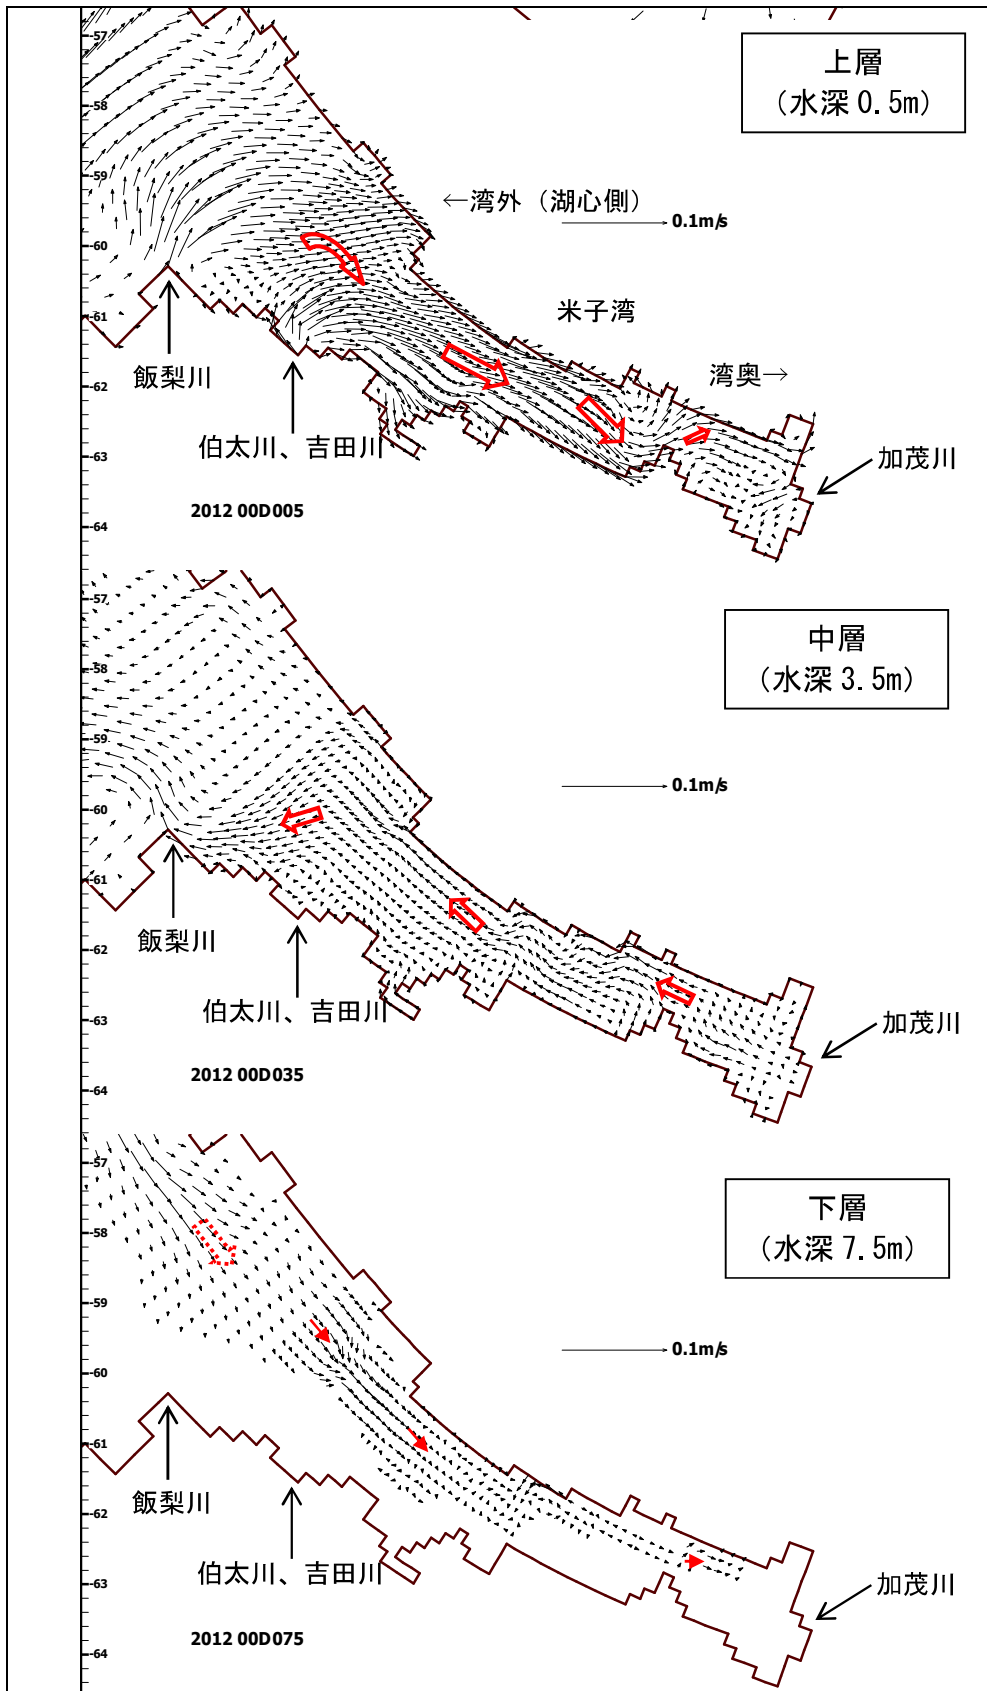 上層
（水深0.5m）
-57
-58
-59
-60
-61
-62
-63
-64
←湾外（湖心側）
0.1m/s
米子湾
湾奥→
飯梨川
伯太川、吉田川
加茂川
2012 00D005
中層
（水深3.5m）
-57
-58
-59
-60
-61
-62
-63
-64
0.1m/s
飯梨川
伯太川、吉田川
加茂川
2012 00D035
下層
（水深7.5m）
-57
-58
-59
-60
-61
-62
-63
-64
0.1m/s
飯梨川
伯太川、吉田川
加茂川
2012 00D075